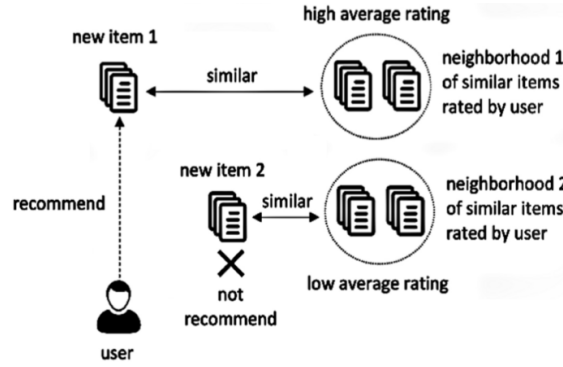 high average rating
new item 1
similar
neighborhood 1
of similar items
rated by user
new item 2
recommend
similar
neighborhood 2
of similar items
rated by user
not
recommend
low average rating
user